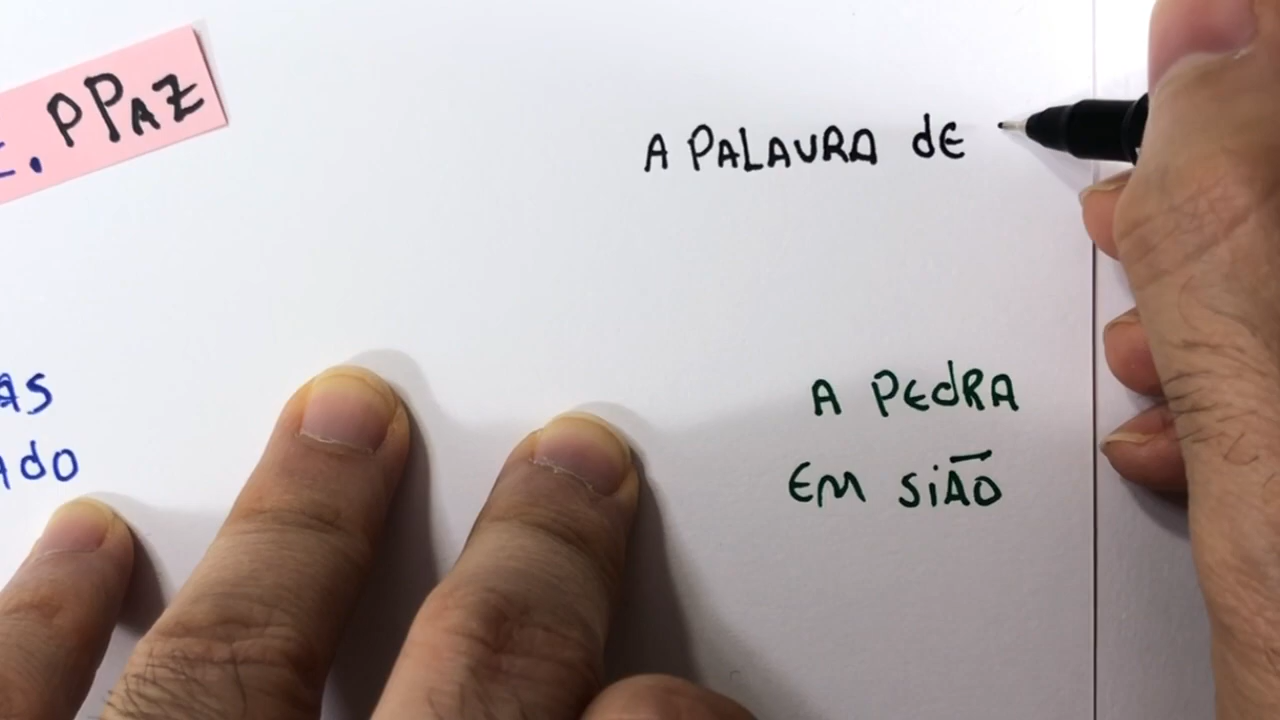 . PPAZ
A PALAVRA dE
AS
A PEdRA
AdO
EM SiÃO